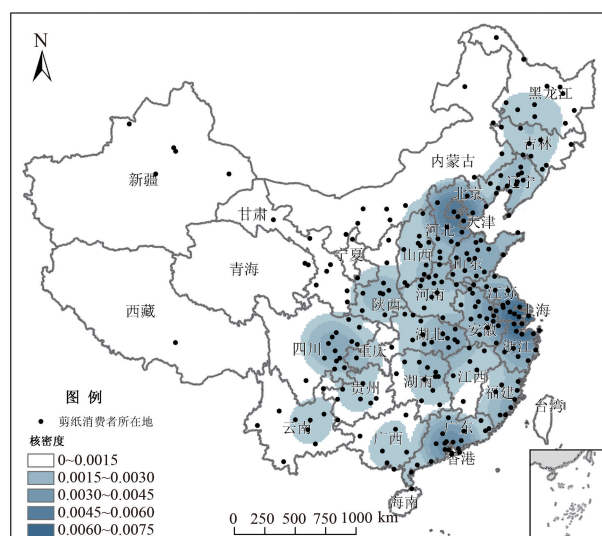 N
黑龙江
吉林
内蒙古
辽宁
新疆
北京
天津
甘肃
河北
宁夏
山西
山东
青海
陕西
河南
江苏
西藏
上海
安徽
湖北
四川
重庆
浙江
湖南
江西
贵州
福建
台湾
云南
广西
广东
香港
海南
图 例
剪纸消费者所在地
核密度
0~0.0015
0.0015~0.0030
0.0030~0.0045
0.0045~0.0060
0.0060~0.0075
0 200 400 600 800 1000 km